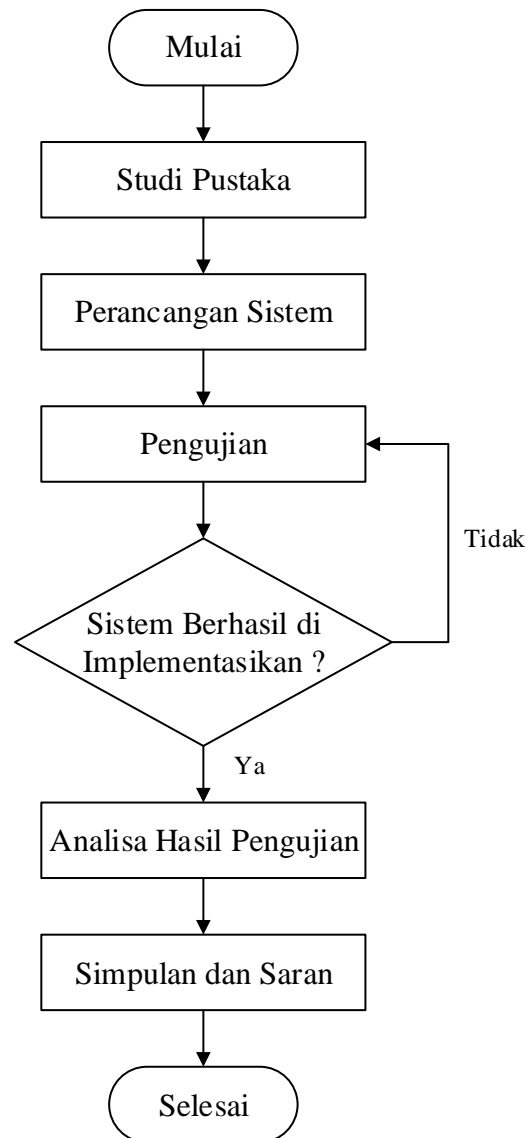 Mulai
Studi Pustaka
Perancangan Sistem
Pengujian
Tidak
Sistem Berhasil di
Implementasikan ?
Ya
Analisa Hasil Pengujian
Simpulan dan Saran
Selesai